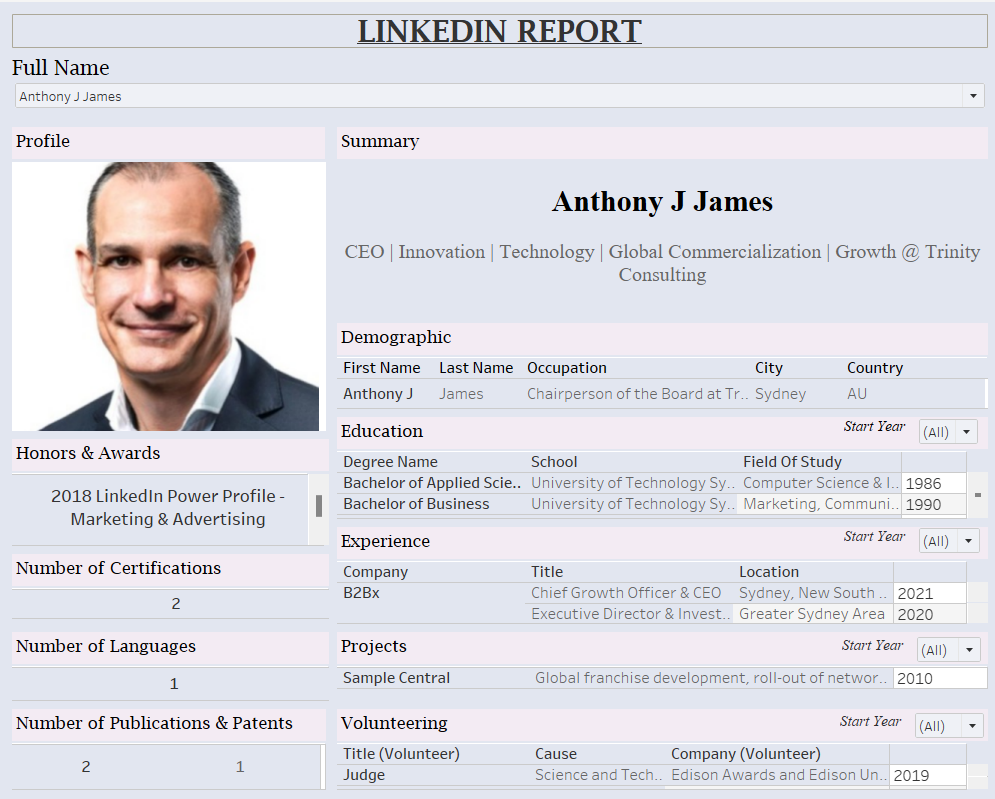 LINKEDIN REPORT
Full Name
Anthony J James
Profile
Summary
Anthony J James
CEO | Innovation | Technology | Global Commercialization | Growth @ Trinity
Consulting
Demographic
First Name Last Name Occupation City Country
Anthony J James Chairperson of the Board at Tr.. Sydney AU
Honors & Awards
2018 LinkedIn Power Profile -
Marketing & Advertising
Education Start Year (All)
Degree Name School Field Of Study
Bachelor of Applied Scie.. University of Technology Sy.. Computer Science & I.. 1986
Bachelor of Business University of Technology Sy.. Marketing, Communi.. 1990
Number of Certifications
2
Experience Start Year (All)
Company Title Location
B2Bx Chief Growth Officer & CEO Sydney, New South .. 2021
Executive Director & Invest.. Greater Sydney Area 2020
Number of Languages
1
Projects Start Year (All)
Sample Central Global franchise development, roll-out of networ.. 2010
Number of Publications & Patents
2 1
Volunteering Start Year (All)
Title (Volunteer) Cause Company (Volunteer)
Judge Science and Tech.. Edison Awards and Edison Un.. 2019